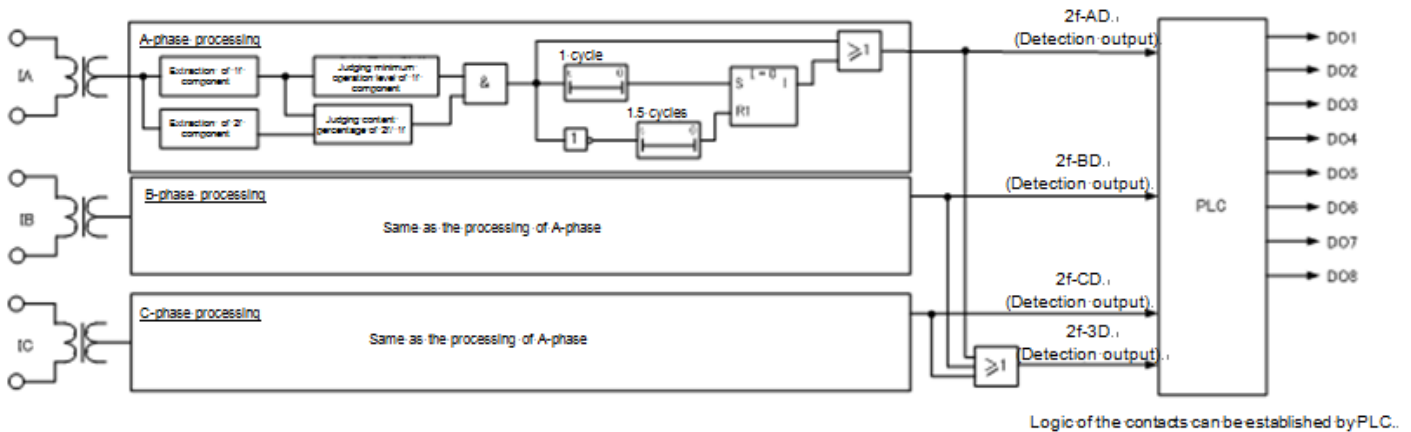 2f-AD.
(Detection output).
A-phase processing
IA
Extraction of 1f
component
Judging minimum
operation level of 1f
component
&
1 cycle
≥1
S
I
R1
1.5 cycles
Extraction of 2f
component
Judging content
percentage of 2f/ 1f
1
DO1
DO2
DO3
DO4
DO5
DO6
DO7
DO8
2f-BD.
(Detection output).
B-phase processing
IB
Same as the processing of A-phase
PLC
2f-CD.
(Detection output).
C-phase processing
IC
Same as the processing of A-phase
2f-3D.
(Detection output).
≥1
Logic of the contacts can be established by PLC..